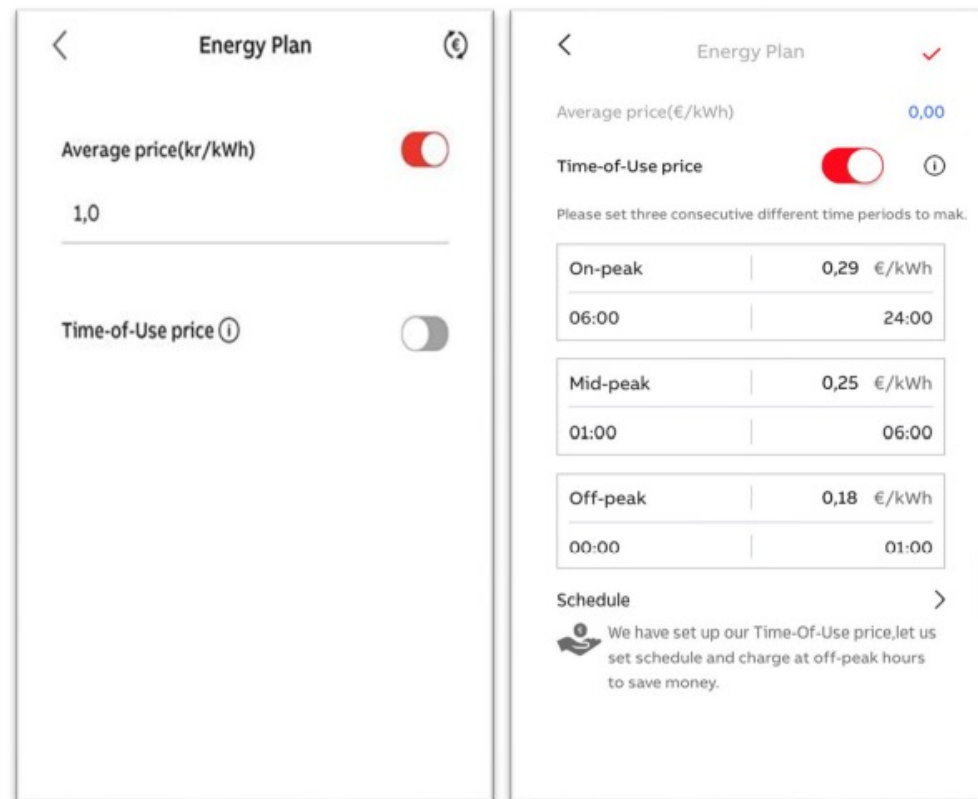 Energy Plan
Average price(kr/kWh)
1,0
Time-of-Use price
Energy Plan
Average price(€/kWh) 0,00
Time-of-Use price
Please set three consecutive different time periods to mak.
On-peak 0,29 €/kWh
06:00 24:00
Mid-peak 0,25 €/kWh
01:00 06:00
Off-peak 0,18 €/kWh
00:00 01:00
Schedule
We have set up our Time-Of-Use price,let us
set schedule and charge at off-peak hours
to save money.